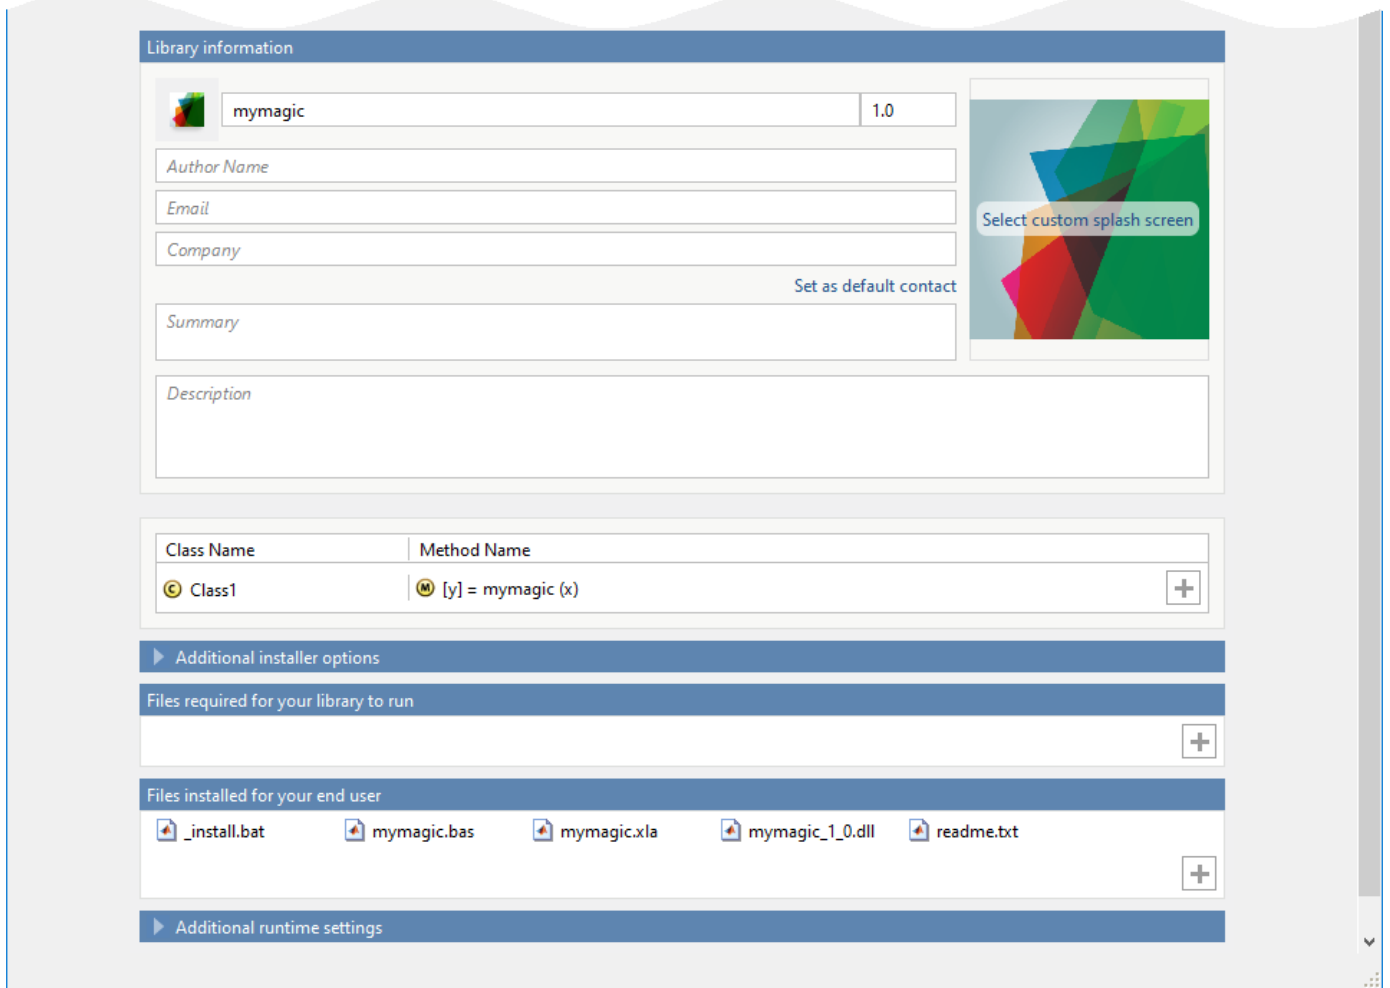 Library information
mymagic 1.0
Author Name
Email
Company
Select custom splash screen
Set as default contact
Summary
Description
Class Name Method Name
C Class1 M [y] = mymagic (x)
Additional installer options
Files required for your library to run
Files installed for your end user
_install.bat mymagic.bas mymagic.xla mymagic_1_0.dll readme.txt
Additional runtime settings